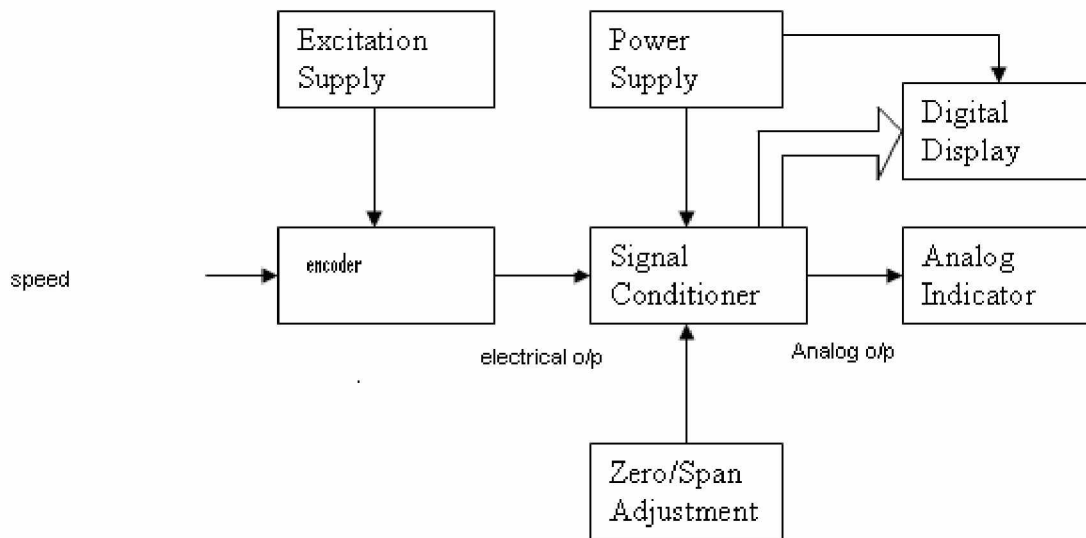 Excitation
Supply
Power
Supply
Digital
Display
speed
encoder
Signal
Conditioner
Analog
Indicator
electrical o/p
Analog o/p
Zero/Span
Adjustment